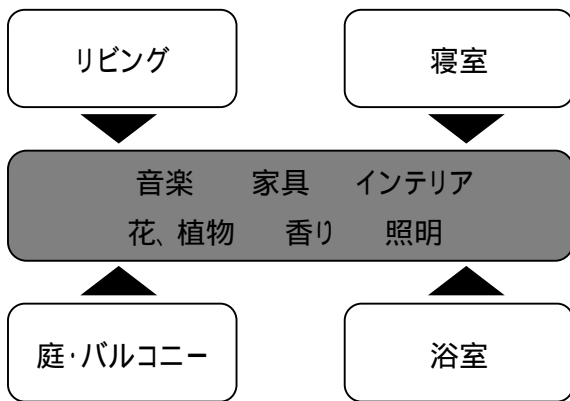 リビング
寝室
音楽 家具 インテリア
花、植物 香り 照明
庭・バルコニー
浴室